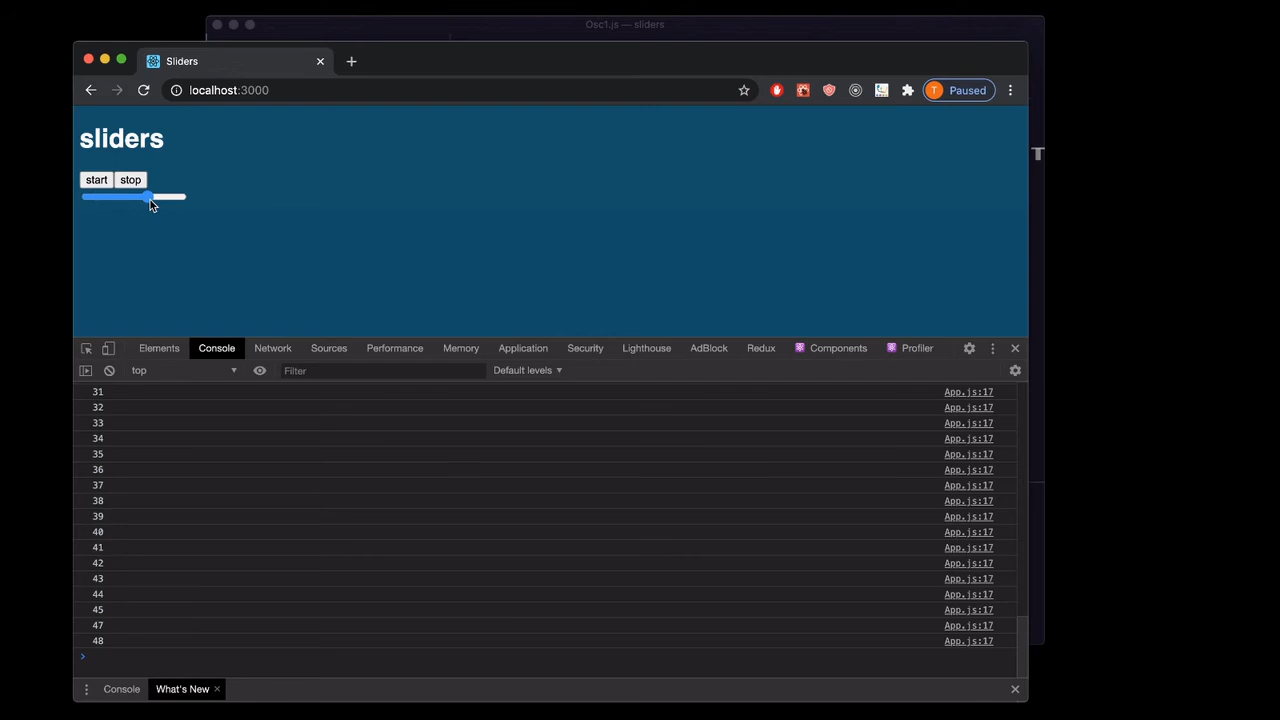 Osc1.js — sliders
Sliders
localhost:3000
T Paused
sliders
start stop
Elements Console Network Sources Performance Memory Application Security Lighthouse AdBlock Redux Components Profiler
top Filter Default levels
31 App.js:17
32 App.js:17
33 App.js:17
34 App.js:17
35 App.js:17
36 App.js:17
37 App.js:17
38 App.js:17
39 App.js:17
40 App.js:17
41 App.js:17
42 App.js:17
43 App.js:17
44 App.js:17
45 App.js:17
47 App.js:17
48 App.js:17
Console What's New